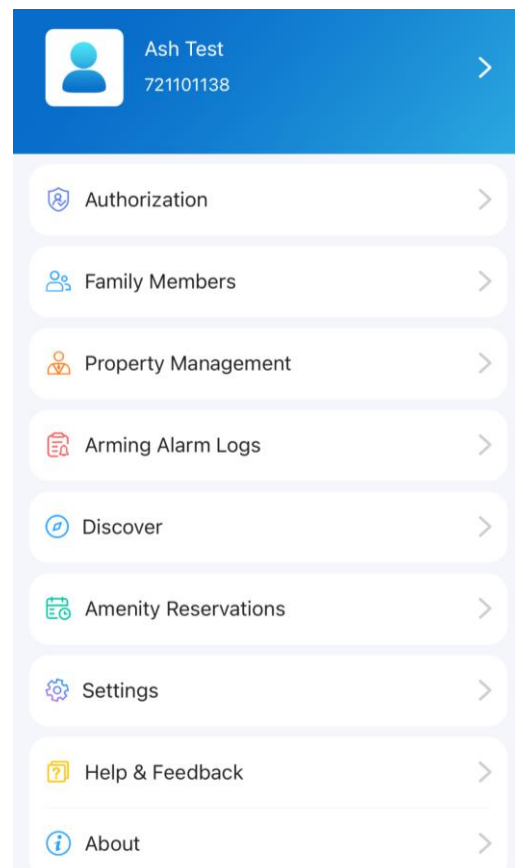 Ash Test
721101138
Authorization
Family Members
Property Management
Arming Alarm Logs
Discover
Amenity Reservations
Settings
Help & Feedback
About